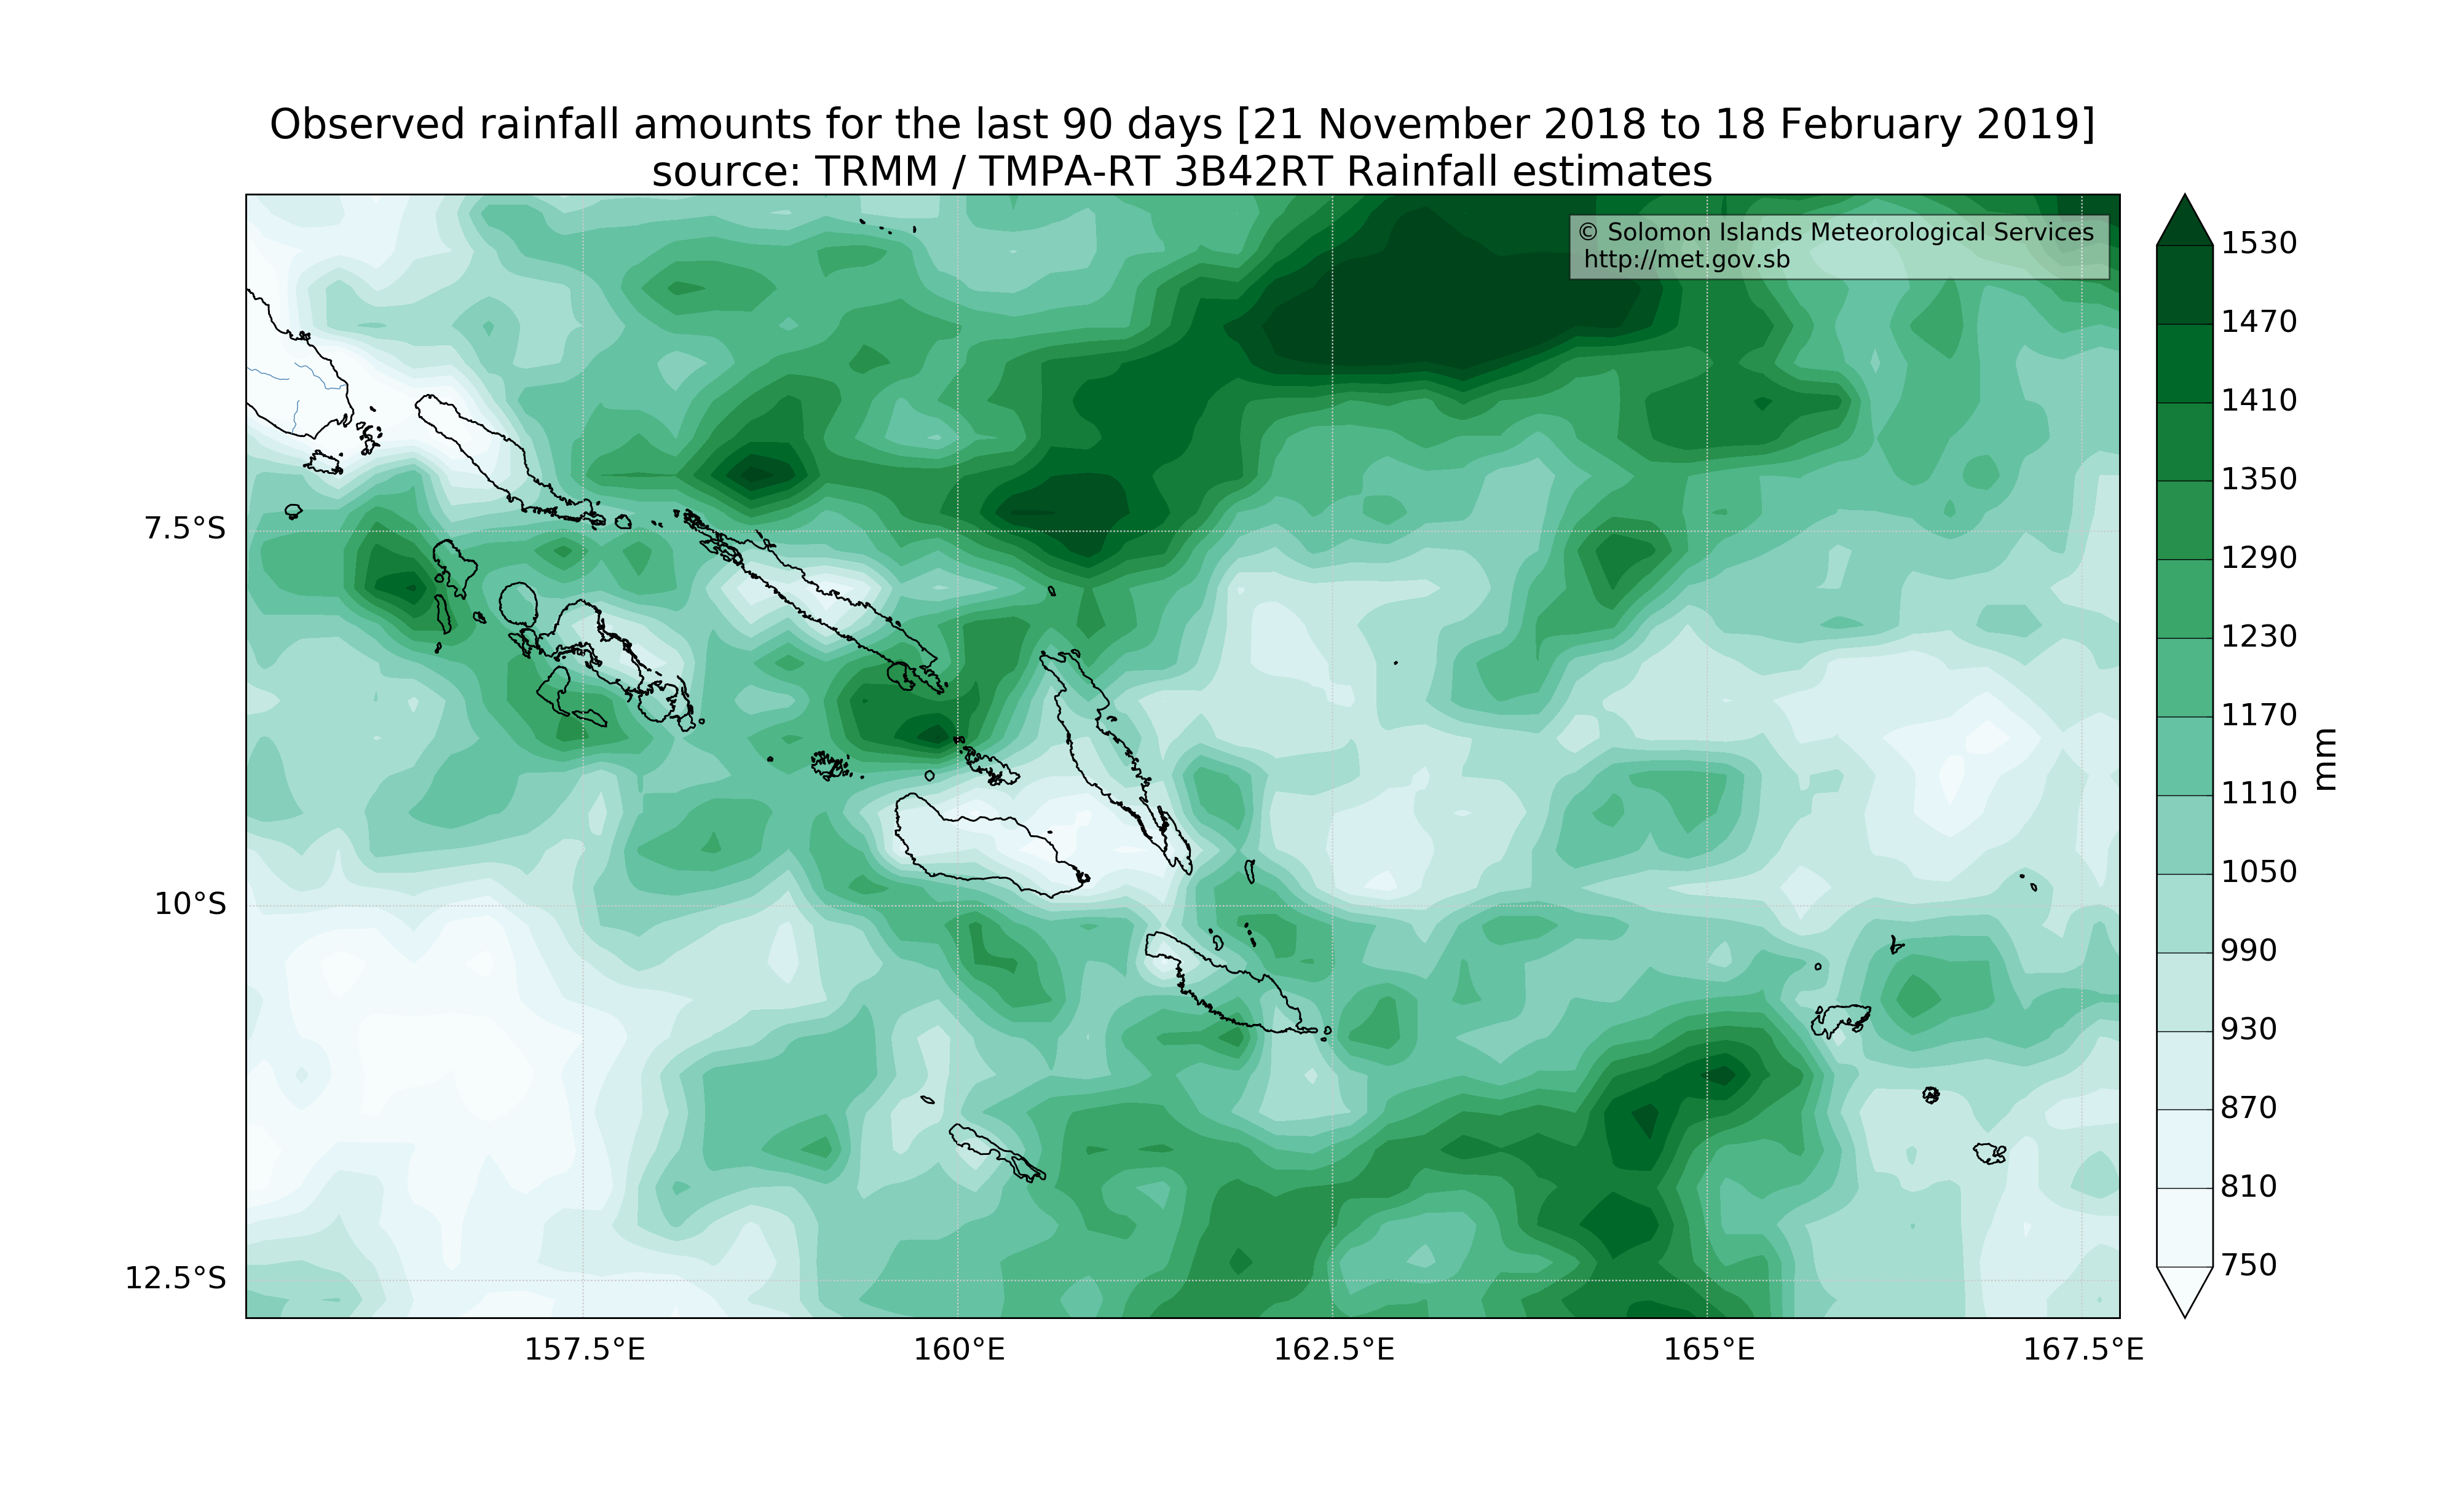 Observed rainfall amounts for the last 90 days [21 November 2018 to 18 February 2019]
source: TRMM / TMPA-RT 3B42RT Rainfall estimates
© Solomon Islands Meteorological Services
http://met.gov.sb
7.5°S
10°S
12.5°S
157.5°E
160°E
162.5°E
165°E
167.5°E
1530
1470
1410
1350
1290
1230
1170
1110
1050
990
930
870
810
750
mm